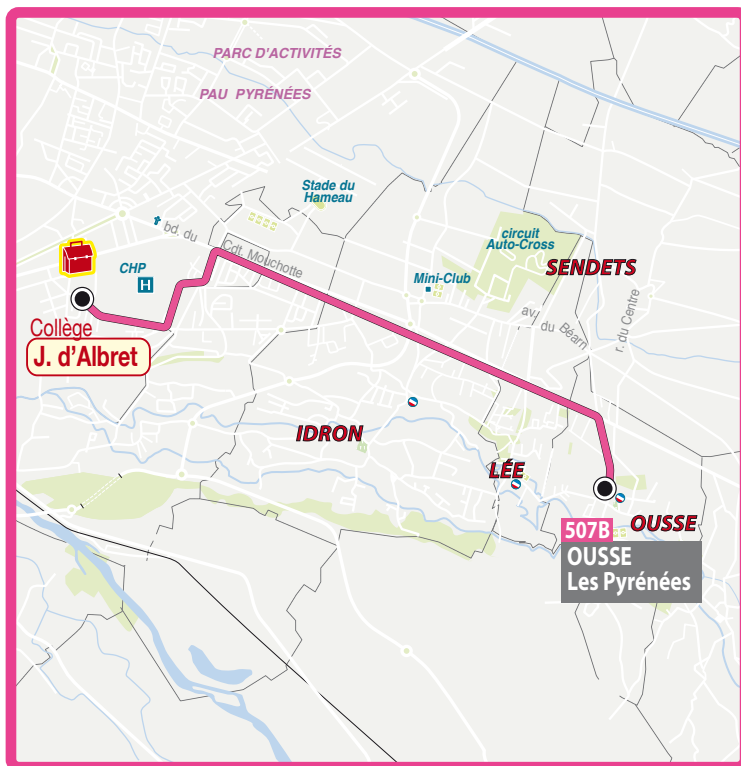 PARC D'ACTIVITÉS
PAU PYRÉNÉES
Stade du
Hameau
bd. du
Cdt. Mouchotte
circuit
Auto-Cross
SENDETS
CHP
H
Mini-Club
av. du Béarn
r. du Centre
Collège
J. d'Albret
IDRON
LÉE
OUSSE
507B
OUSSE
Les Pyrénées